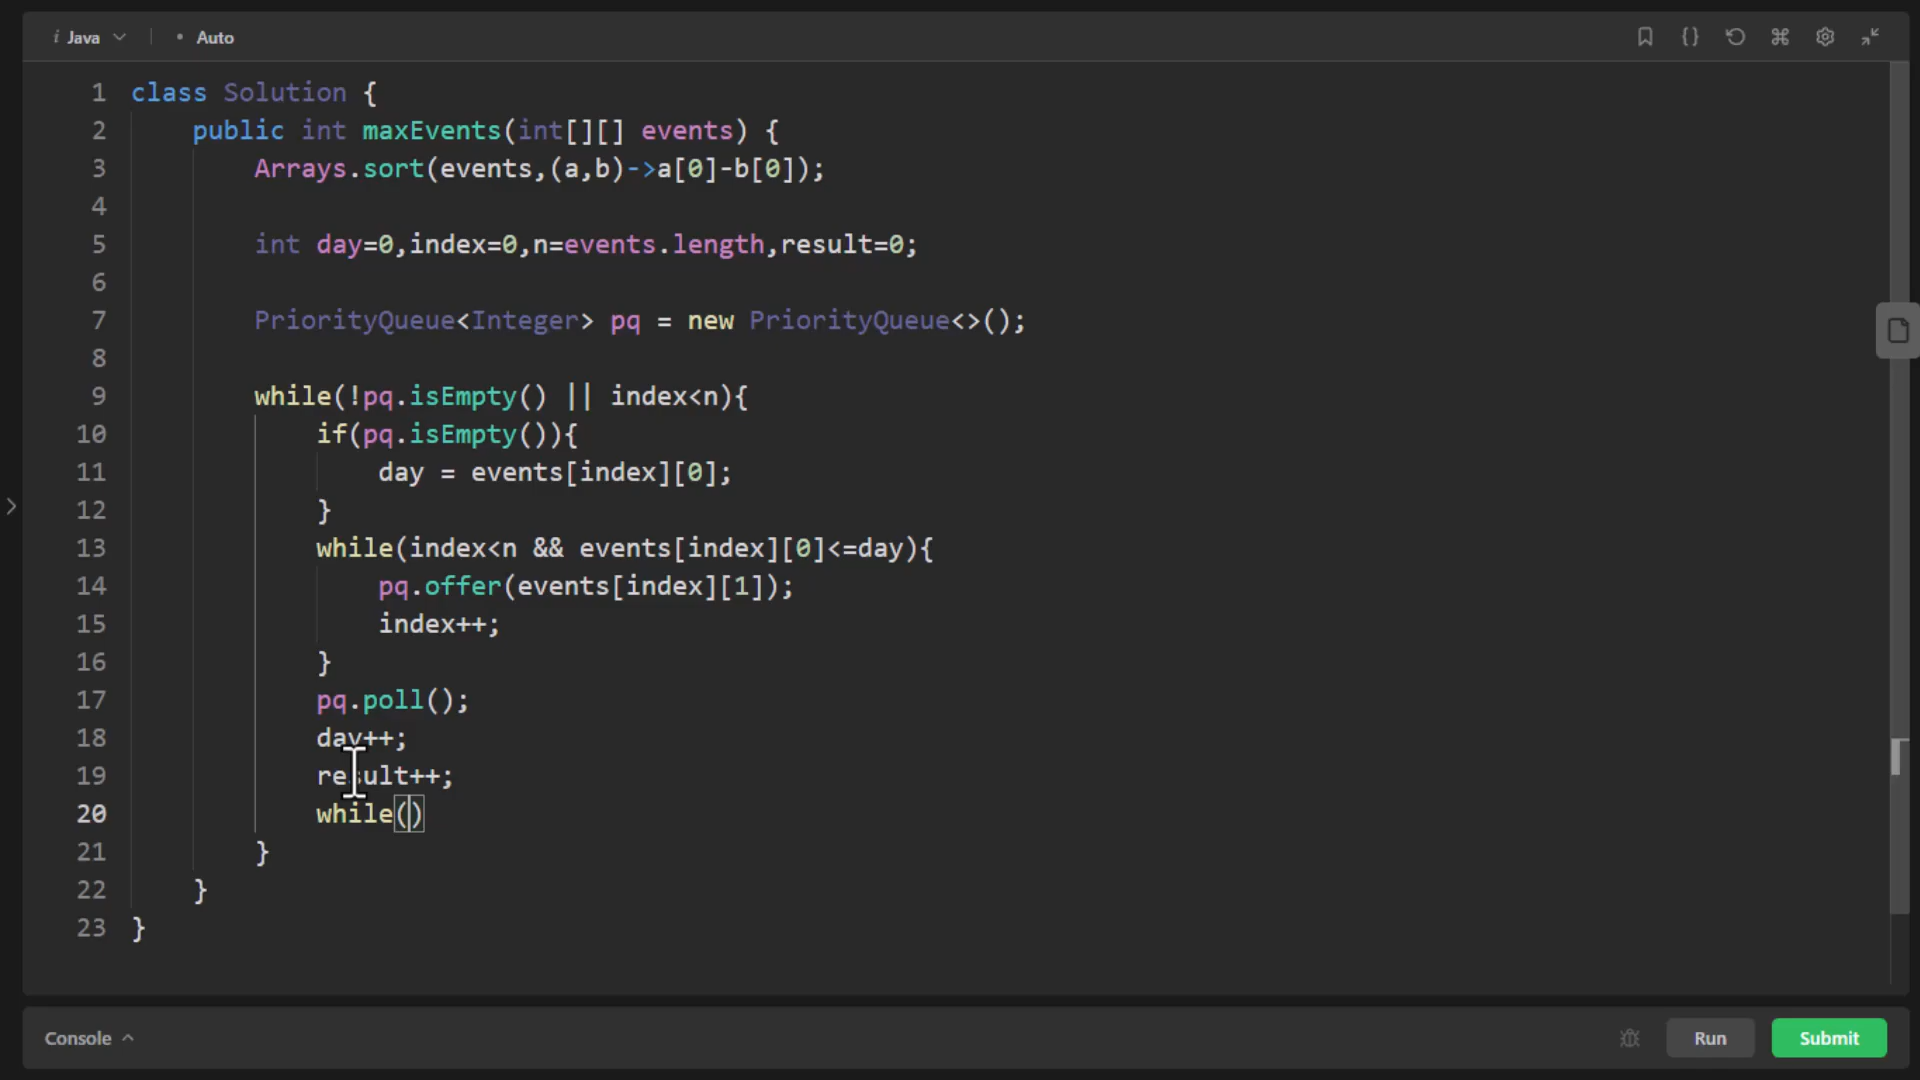 i Java • Auto
1 class Solution {
2 public int maxEvents(int[][] events) {
3 Arrays.sort(events,(a,b)->a[0]-b[0]);
4
5 int day=0,index=0,n=events.length,result=0;
6
7 PriorityQueue<Integer> pq = new PriorityQueue<>();
8
9 while(!pq.isEmpty() || index<n){
10 if(pq.isEmpty()){
11 day = events[index][0];
12 }
13 while(index<n && events[index][0]<=day){
14 pq.offer(events[index][1]);
15 index++;
16 }
17 pq.poll();
18 day++;
19 result++;
20 while()
21 }
22 }
23 }
Console Run Submit